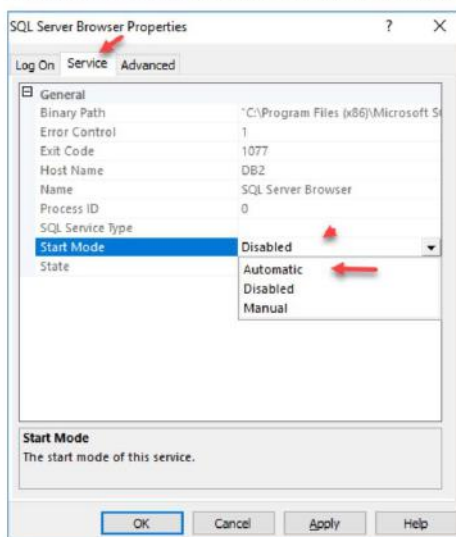 SQL Server Browser Properties ? X
Log On Service Advanced
General
Binary Path "C:\Program Files (x86)\Microsoft
Error Control 1
Exit Code 1077
Host Name DB2
Name SQL Server Browser
Process ID 0
SQL Service Type
Start Mode Disabled
State Automatic
Disabled
Manual
Start Mode
The start mode of this service.
OK Cancel Apply Help